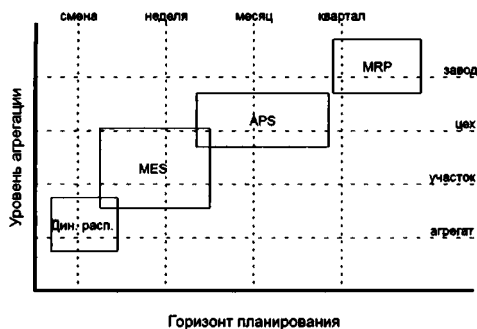 смена неделя месяц квартал
MRP завод
APS цех
MES участок
Дин. расп. агрегат
Уровень агрегации
Горизонт планирования